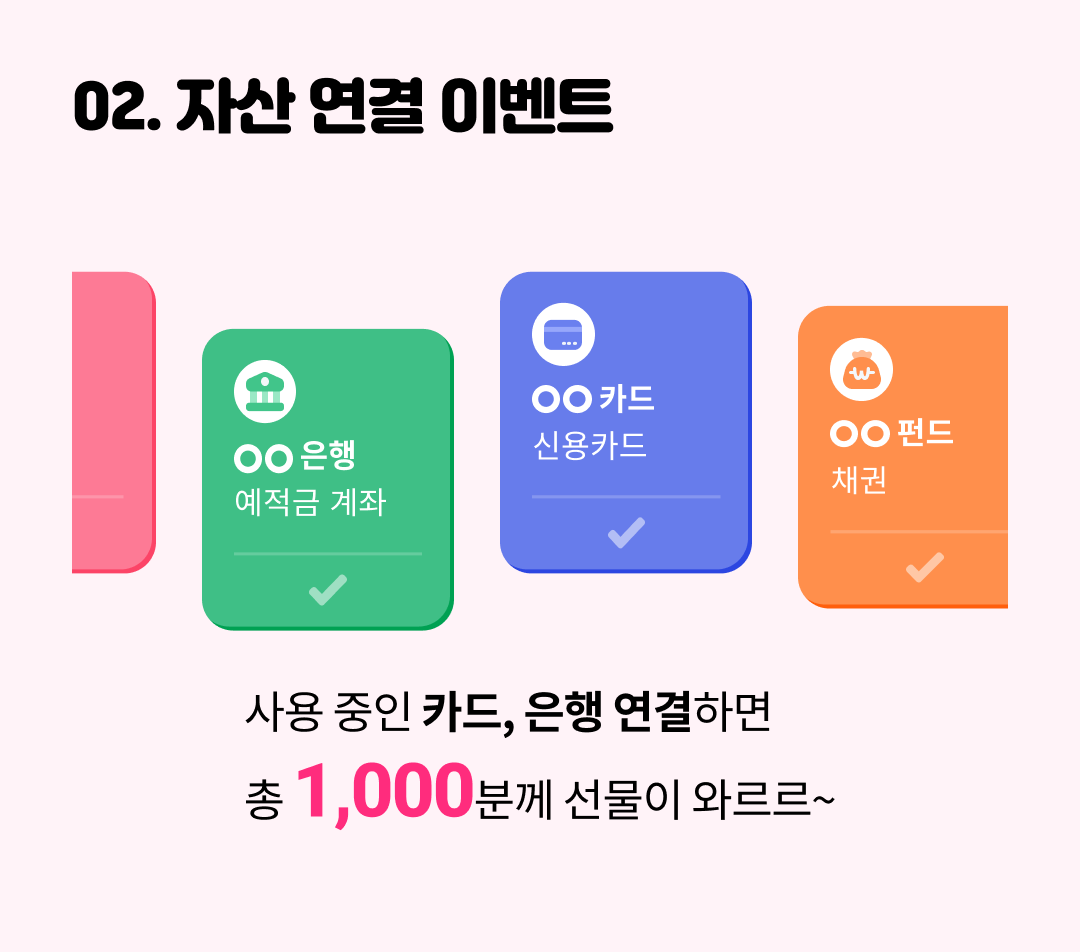 02. 자산 연결 이벤트
OO 은행
예적금 계좌
OO 카드
신용카드
OO 펀드
채권
사용 중인 카드, 은행 연결하면
총 1,000분께 선물이 와르르~